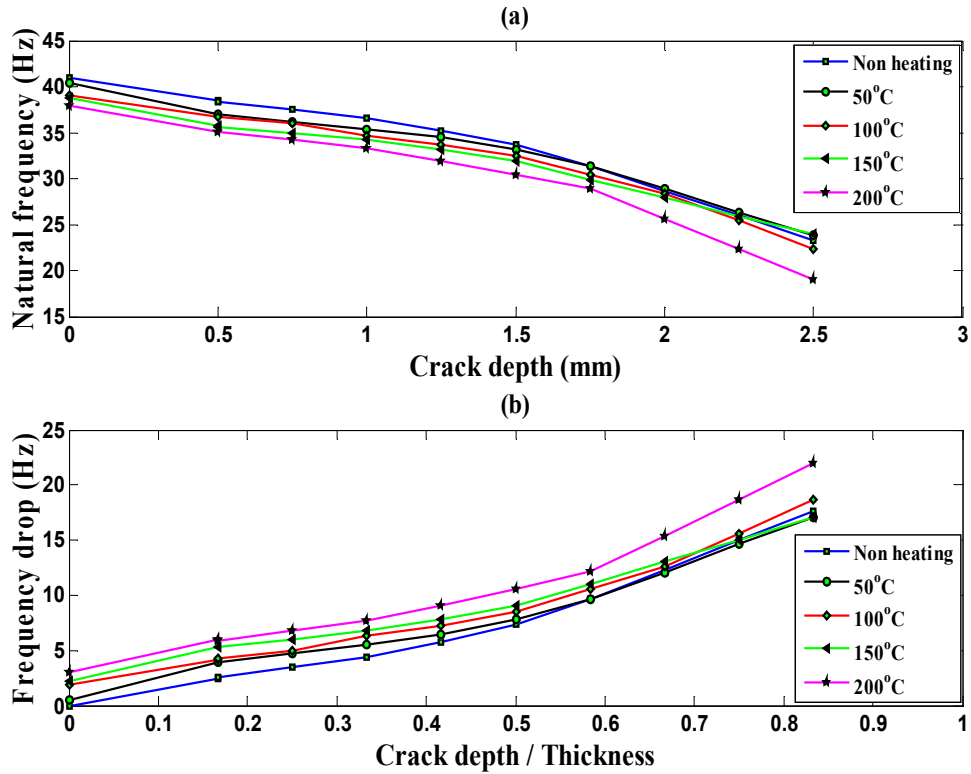 (a)
Natural frequency (Hz)
45
40
35
30
25
20
15
0
0.5
1
1.5
2
2.5
3
Crack depth (mm)
Non heating
50°C
100°C
150°C
200°C
(b)
Frequency drop (Hz)
25
20
15
10
5
0
0
0.1
0.2
0.3
0.4
0.5
0.6
0.7
0.8
0.9
1
Crack depth / Thickness
Non heating
50°C
100°C
150°C
200°C